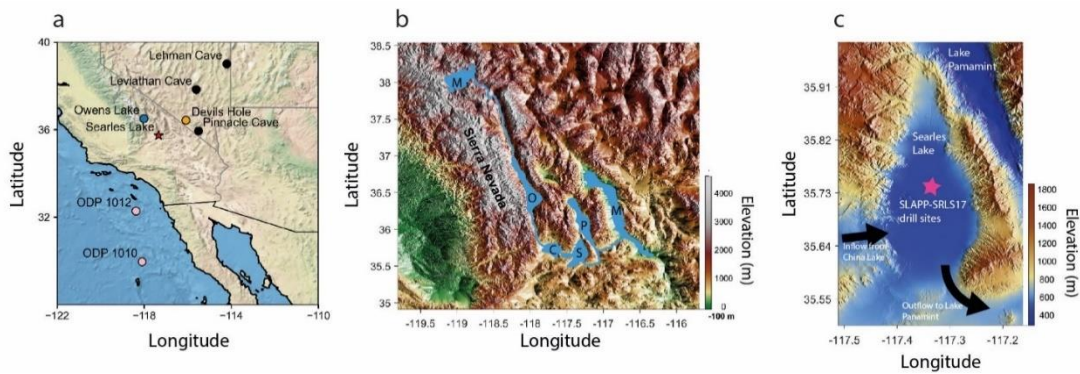 a
40
36
32
Latitude
Lehman Cave
Leviathan Cave
Owens Lake
Devils Hole
Searles Lake
Pinnacle Cave
ODP 1012
ODP 1010
-122
-118
-114
-110
Longitude
b
38.5
38
37.5
37
36.5
36
35.5
35
Latitude
M
Sierra Nevada
O
C
S
P
M
-119.5
-119
-118.5
-118
-117.5
-117
-116.5
-116
Longitude
4000
3000
2000
1000
0
-100 m
Elevation (m)
c
35.91
35.82
35.73
35.64
35.55
Latitude
Lake
Pamamint
Searles
Lake
SLAPP-SRLS17
drill sites
Inflow from
China Lake
Outflow to Lake
Panamint
-117.5
-117.4
-117.3
-117.2
Longitude
1800
1600
1400
1200
1000
800
600
400
Elevation (m)